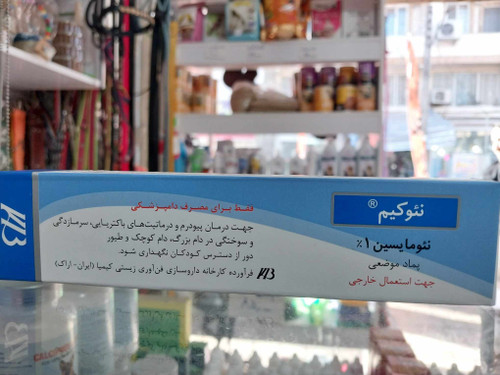 نئوکیم®
نئومایسین ۱٪
پماد موضعی
جهت استعمال خارجی
فقط برای مصرف دامپزشکی
جهت درمان پیودرم و درماتیت‌های باکتریایی، سرمازدگی
و سوختگی در دام بزرگ، دام کوچک و طیور
دور از دسترس کودکان نگهداری شود.
فرآورده کارخانه داروسازی فن‌آوری زیستی کیمیا (ایران - اراک)